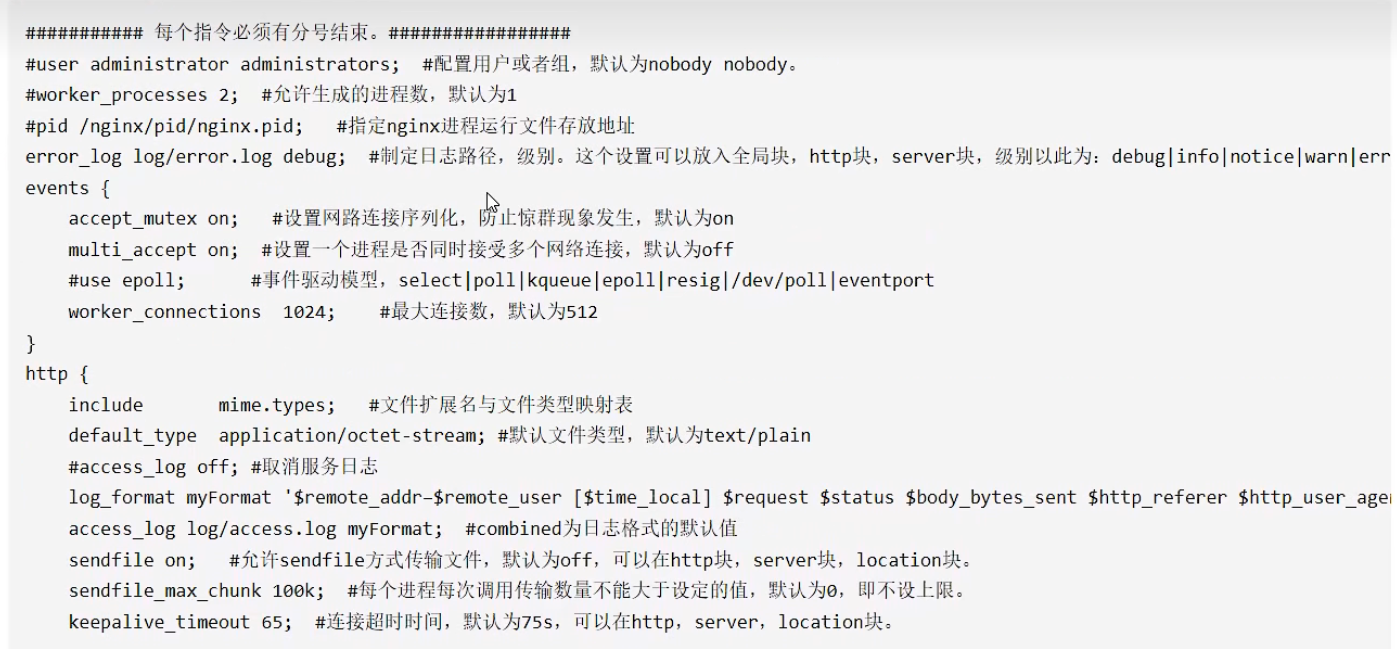 ########### 每个指令必须有分号结束。#################
#user administrator administrators;  #配置用户或者组，默认为nobody nobody。
#worker_processes 2;  #允许生成的进程数，默认为1
#pid /nginx/pid/nginx.pid;   #指定nginx进程运行文件存放地址
error_log log/error.log debug;  #制定日志路径，级别。这个设置可以放入全局块，http块，server块，级别以此为：debug|info|notice|warn|err
events {
    accept_mutex on;   #设置网路连接序列化，防止惊群现象发生，默认为on
    multi_accept on;  #设置一个进程是否同时接受多个网络连接，默认为off
    #use epoll;      #事件驱动模型，select|poll|kqueue|epoll|resig|/dev/poll|eventport
    worker_connections  1024;    #最大连接数，默认为512
}
http {
    include       mime.types;   #文件扩展名与文件类型映射表
    default_type  application/octet-stream; #默认文件类型，默认为text/plain
    #access_log off; #取消服务日志
    log_format myFormat '$remote_addr–$remote_user [$time_local] $request $status $body_bytes_sent $http_referer $http_user_age
    access_log log/access.log myFormat;  #combined为日志格式的默认值
    sendfile on;   #允许sendfile方式传输文件，默认为off，可以在http块，server块，location块。
    sendfile_max_chunk 100k;  #每个进程每次调用传输数量不能大于设定的值，默认为0，即不设上限。
    keepalive_timeout 65;  #连接超时时间，默认为75s，可以在http，server，location块。